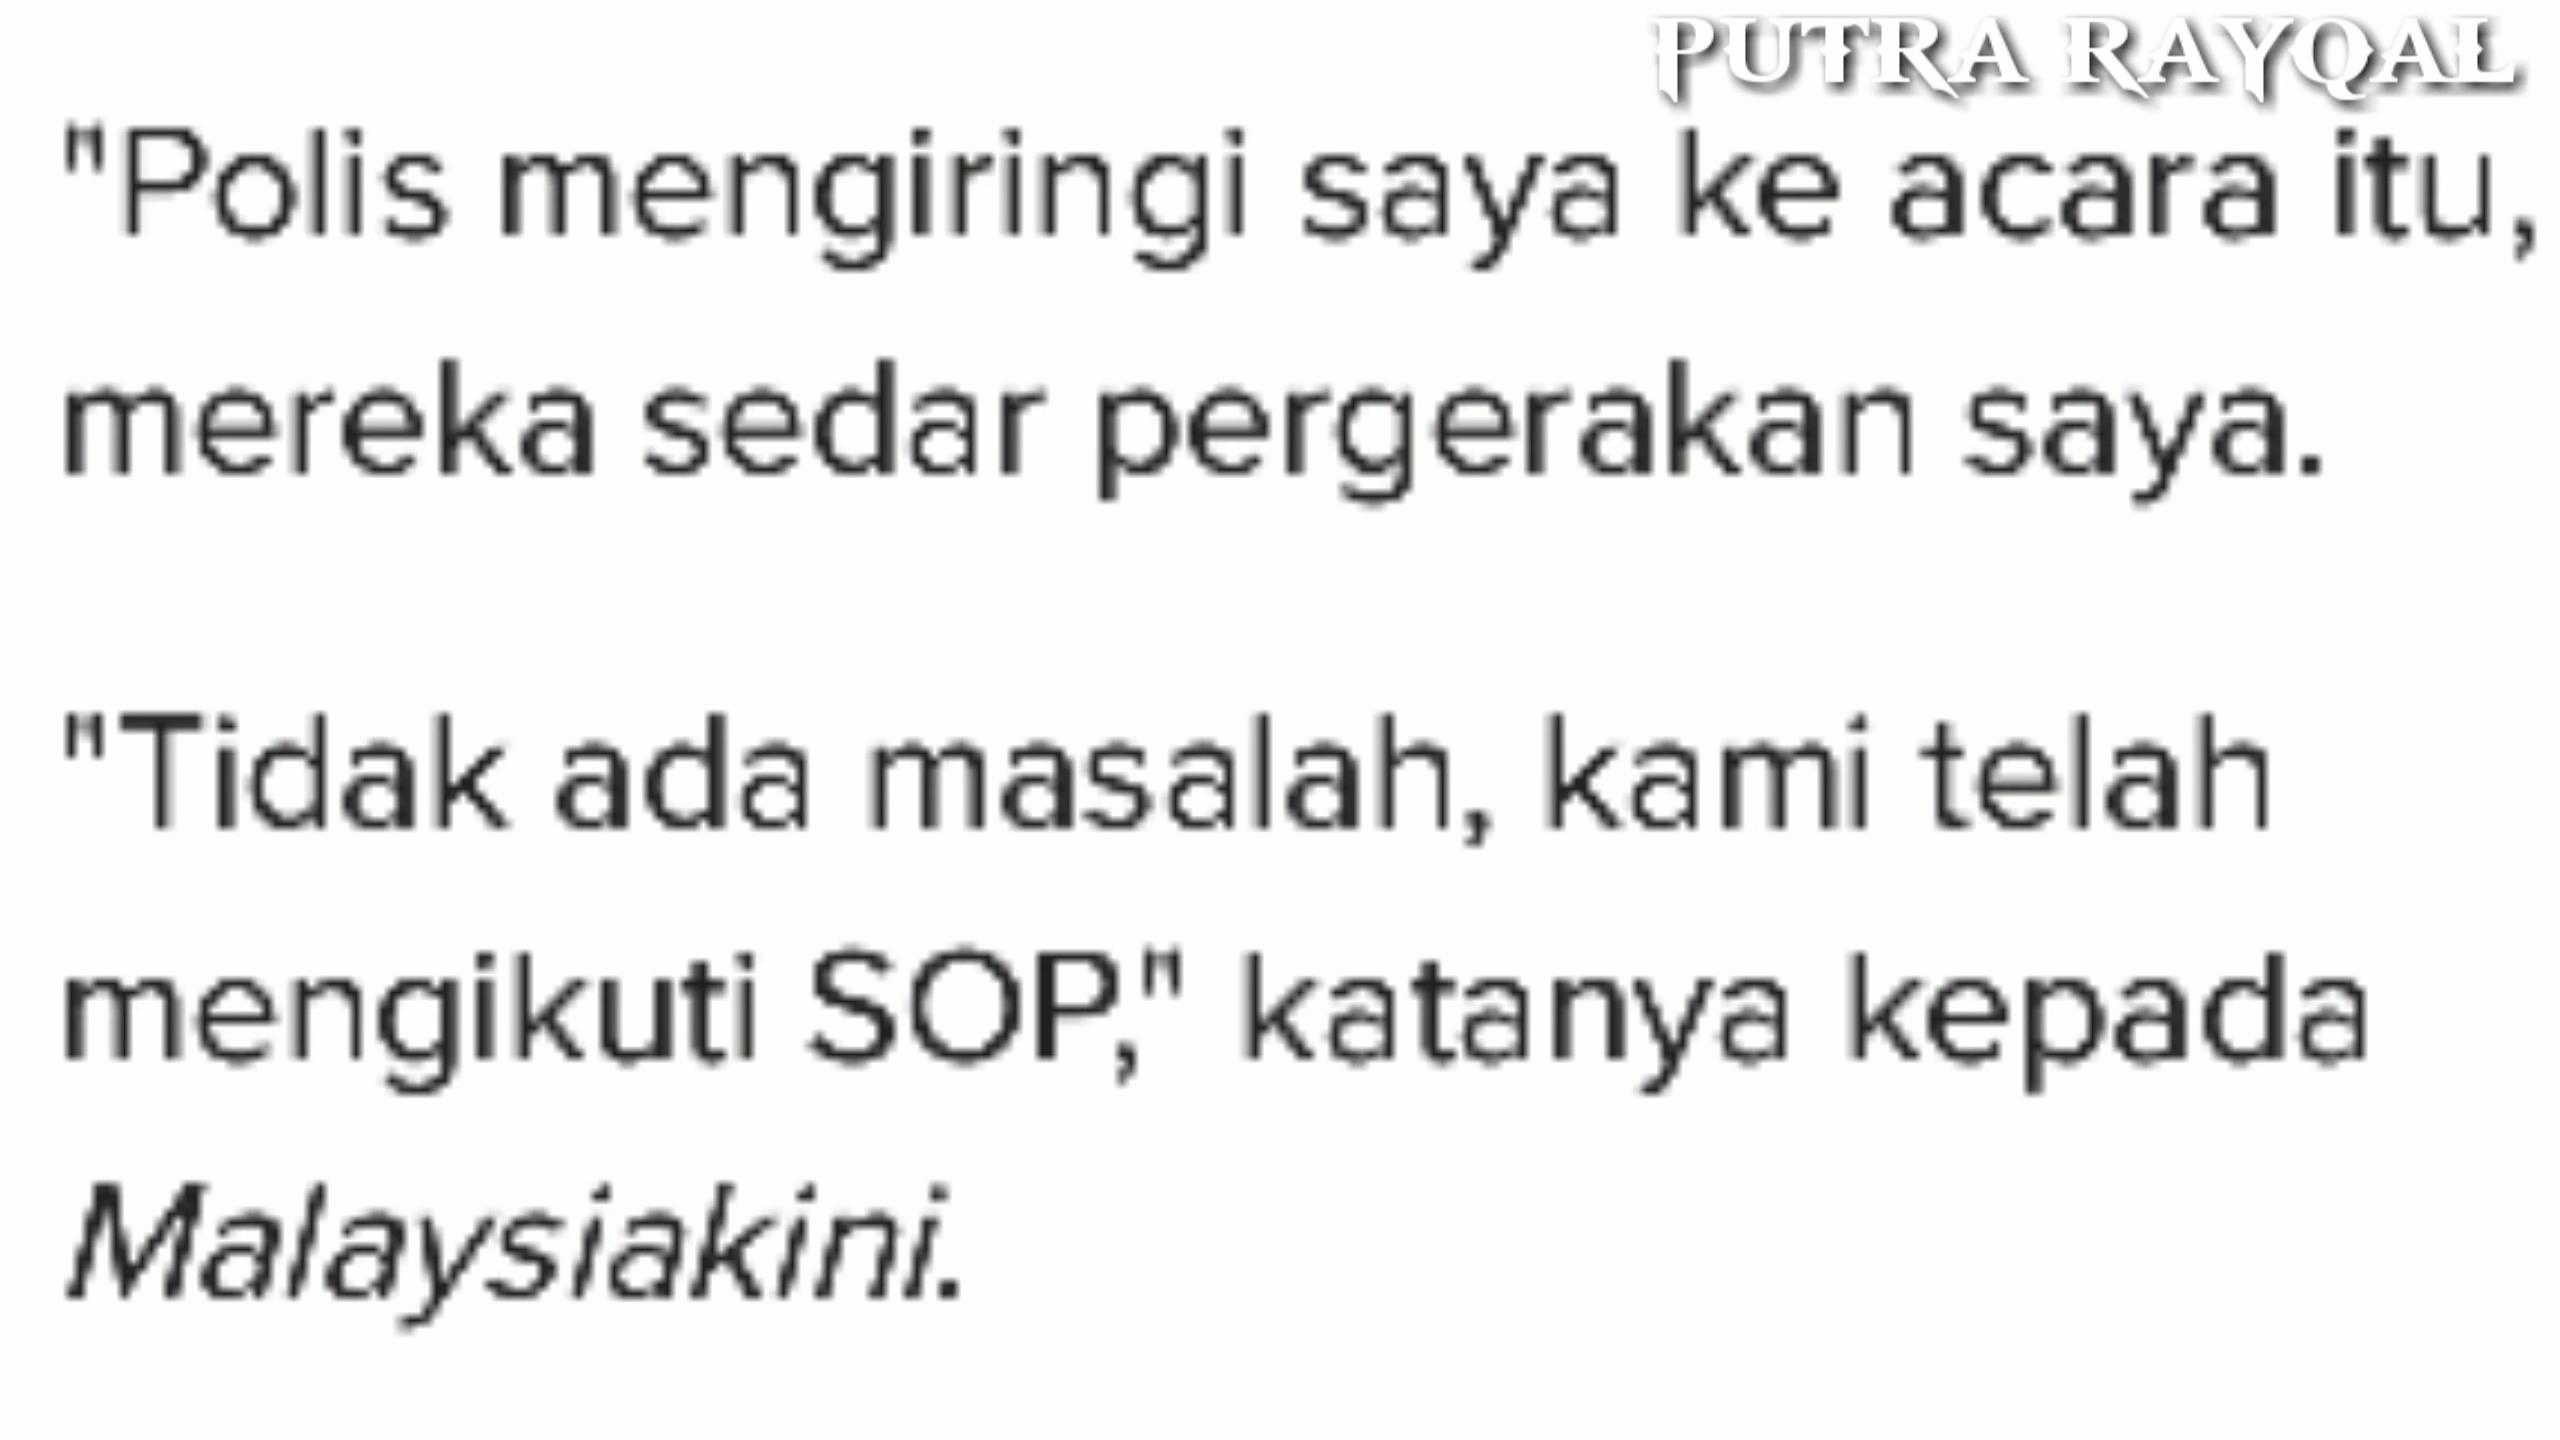 PUTRA RAYQAL
"Polis mengiringi saya ke acara itu,
mereka sedar pergerakan saya.
"Tidak ada masalah, kami telah
mengikuti SOP," katanya kepada
Malaysiakini.